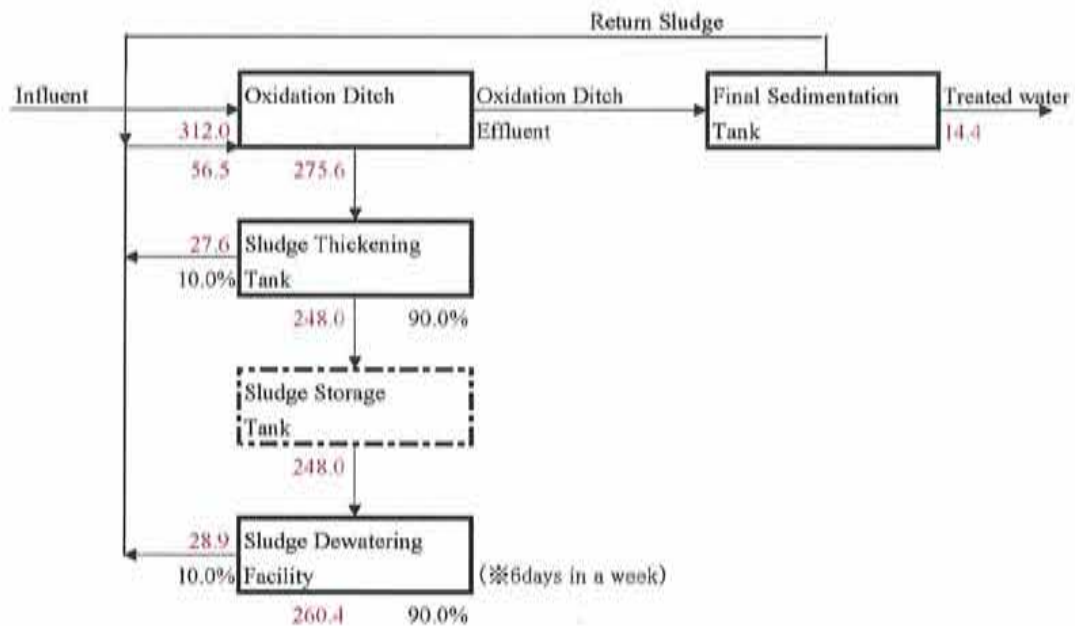 Return Sludge
Influent
Oxidation Ditch
Oxidation Ditch
Effluent
Final Sedimentation
Tank
Treated water
14.4
312.0
56.5
275.6
27.6
10.0%
Sludge Thickening
Tank
248.0
90.0%
Sludge Storage
Tank
248.0
28.9
10.0%
Sludge Dewatering
Facility
(※6days in a week)
260.4
90.0%